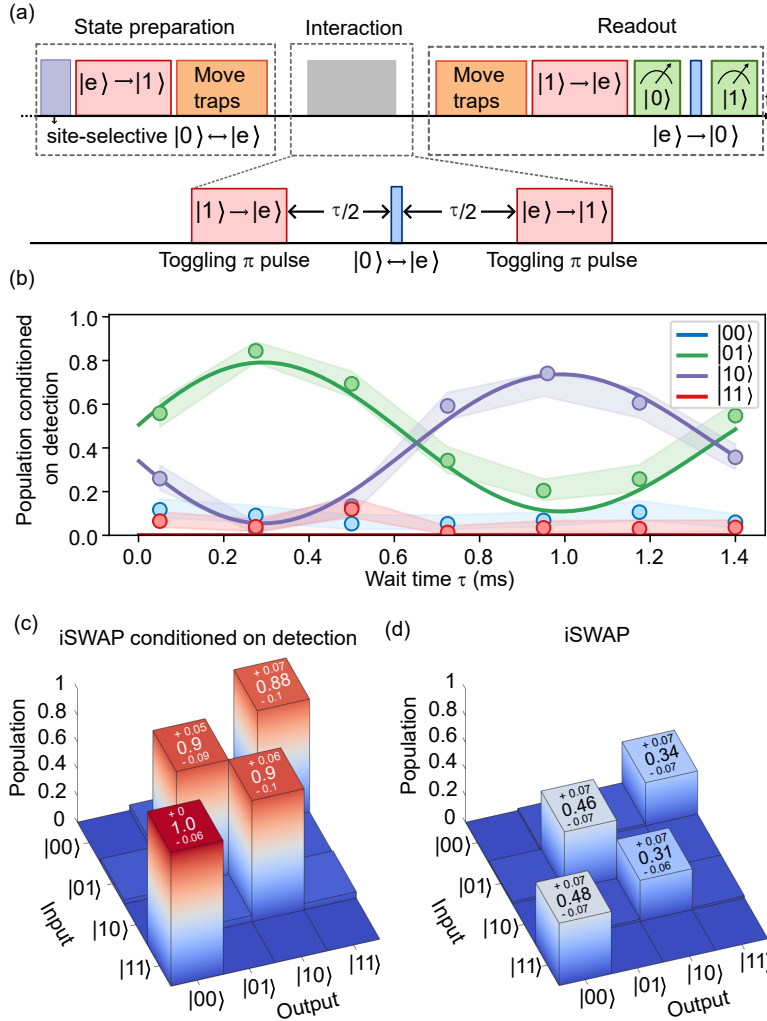 (a)
State preparation
Interaction
Readout
|e⟩→|1⟩
Move traps
Move traps
|1⟩→|e⟩
|0⟩
|1⟩
t
site-selective |0⟩↔|e⟩
|e⟩→|0⟩
|1⟩→|e⟩
τ/2
τ/2
|e⟩→|1⟩
Toggling π pulse
|0⟩↔|e⟩
Toggling π pulse
(b)
Population conditioned
on detection
1.0
0.8
0.6
0.4
0.2
0.0
|00⟩
|01⟩
|10⟩
|11⟩
0.0 0.2 0.4 0.6 0.8 1.0 1.2 1.4
Wait time τ (ms)
(c)
iSWAP conditioned on detection
Population
1
0.8
0.6
0.4
0.2
0
+ 0.07
0.88
- 0.1
+ 0.05
0.9
- 0.09
+ 0.06
0.9
- 0.1
+ 0
1.0
- 0.06
|00⟩
|01⟩
|10⟩
|11⟩
Input
|00⟩
|01⟩
|10⟩
|11⟩
Output
(d)
iSWAP
Population
1
0.8
0.6
0.4
0.2
0
+ 0.07
0.34
- 0.07
+ 0.07
0.46
- 0.07
+ 0.07
0.31
- 0.06
+ 0.07
0.48
- 0.07
|00⟩
|01⟩
|10⟩
|11⟩
Input
|00⟩
|01⟩
|10⟩
|11⟩
Output